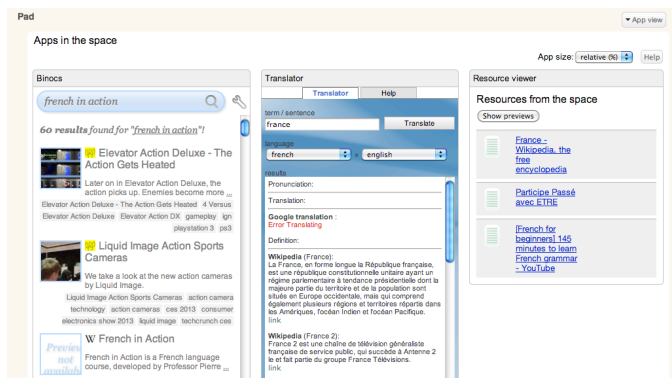 Pad
App view
Apps in the space
App size: relative (%) Help
Binocs
french in action
60 results found for "french in action"!
Elevator Action Deluxe - The
Action Gets Heated
Later on in Elevator Action Deluxe, the
action picks up. Enemies become more ...
Elevator Action Deluxe - The Action Gets Heated 4 Versus
Elevator Action Deluxe Elevator Action DX gameplay ign
playstation 3 ps3
Liquid Image Action Sports
Cameras
We take a look at the new action cameras
by Liquid Image.
Liquid Image Action Sports Cameras action camera
technology action cameras ces 2013 consumer
electronics show 2013 liquid image techcrunch ces
Preview
not
available
W French in Action
French in Action is a French language
course, developed by Professor Pierre ...
Translator
Translator Help
term / sentence
france Translate
language
french » english
results
Pronunciation:
Translation:
Google translation :
Error Translating
Definition:
Wikipedia (France):
La France, en forme longue la République française,
est une république constitutionnelle unitaire ayant un
régime parlementaire à tendance présidentielle dont la
majeure partie du territoire et de la population sont
situés en Europe occidentale, mais qui comprend
également plusieurs régions et territoires répartis dans
les Amériques, l'océan Indien et l'océan Pacifique.
link
Wikipedia (France 2):
France 2 est une chaîne de télévision généraliste
française de service public, qui succède à Antenne 2
le et fait partie du groupe France Télévisions.
link
Resource viewer
Resources from the space
Show previews
France -
Wikipedia, the
free
encyclopedia
Participe Passé
avec ETRE
[French for
beginners] 145
minutes to learn
French grammar
- YouTube